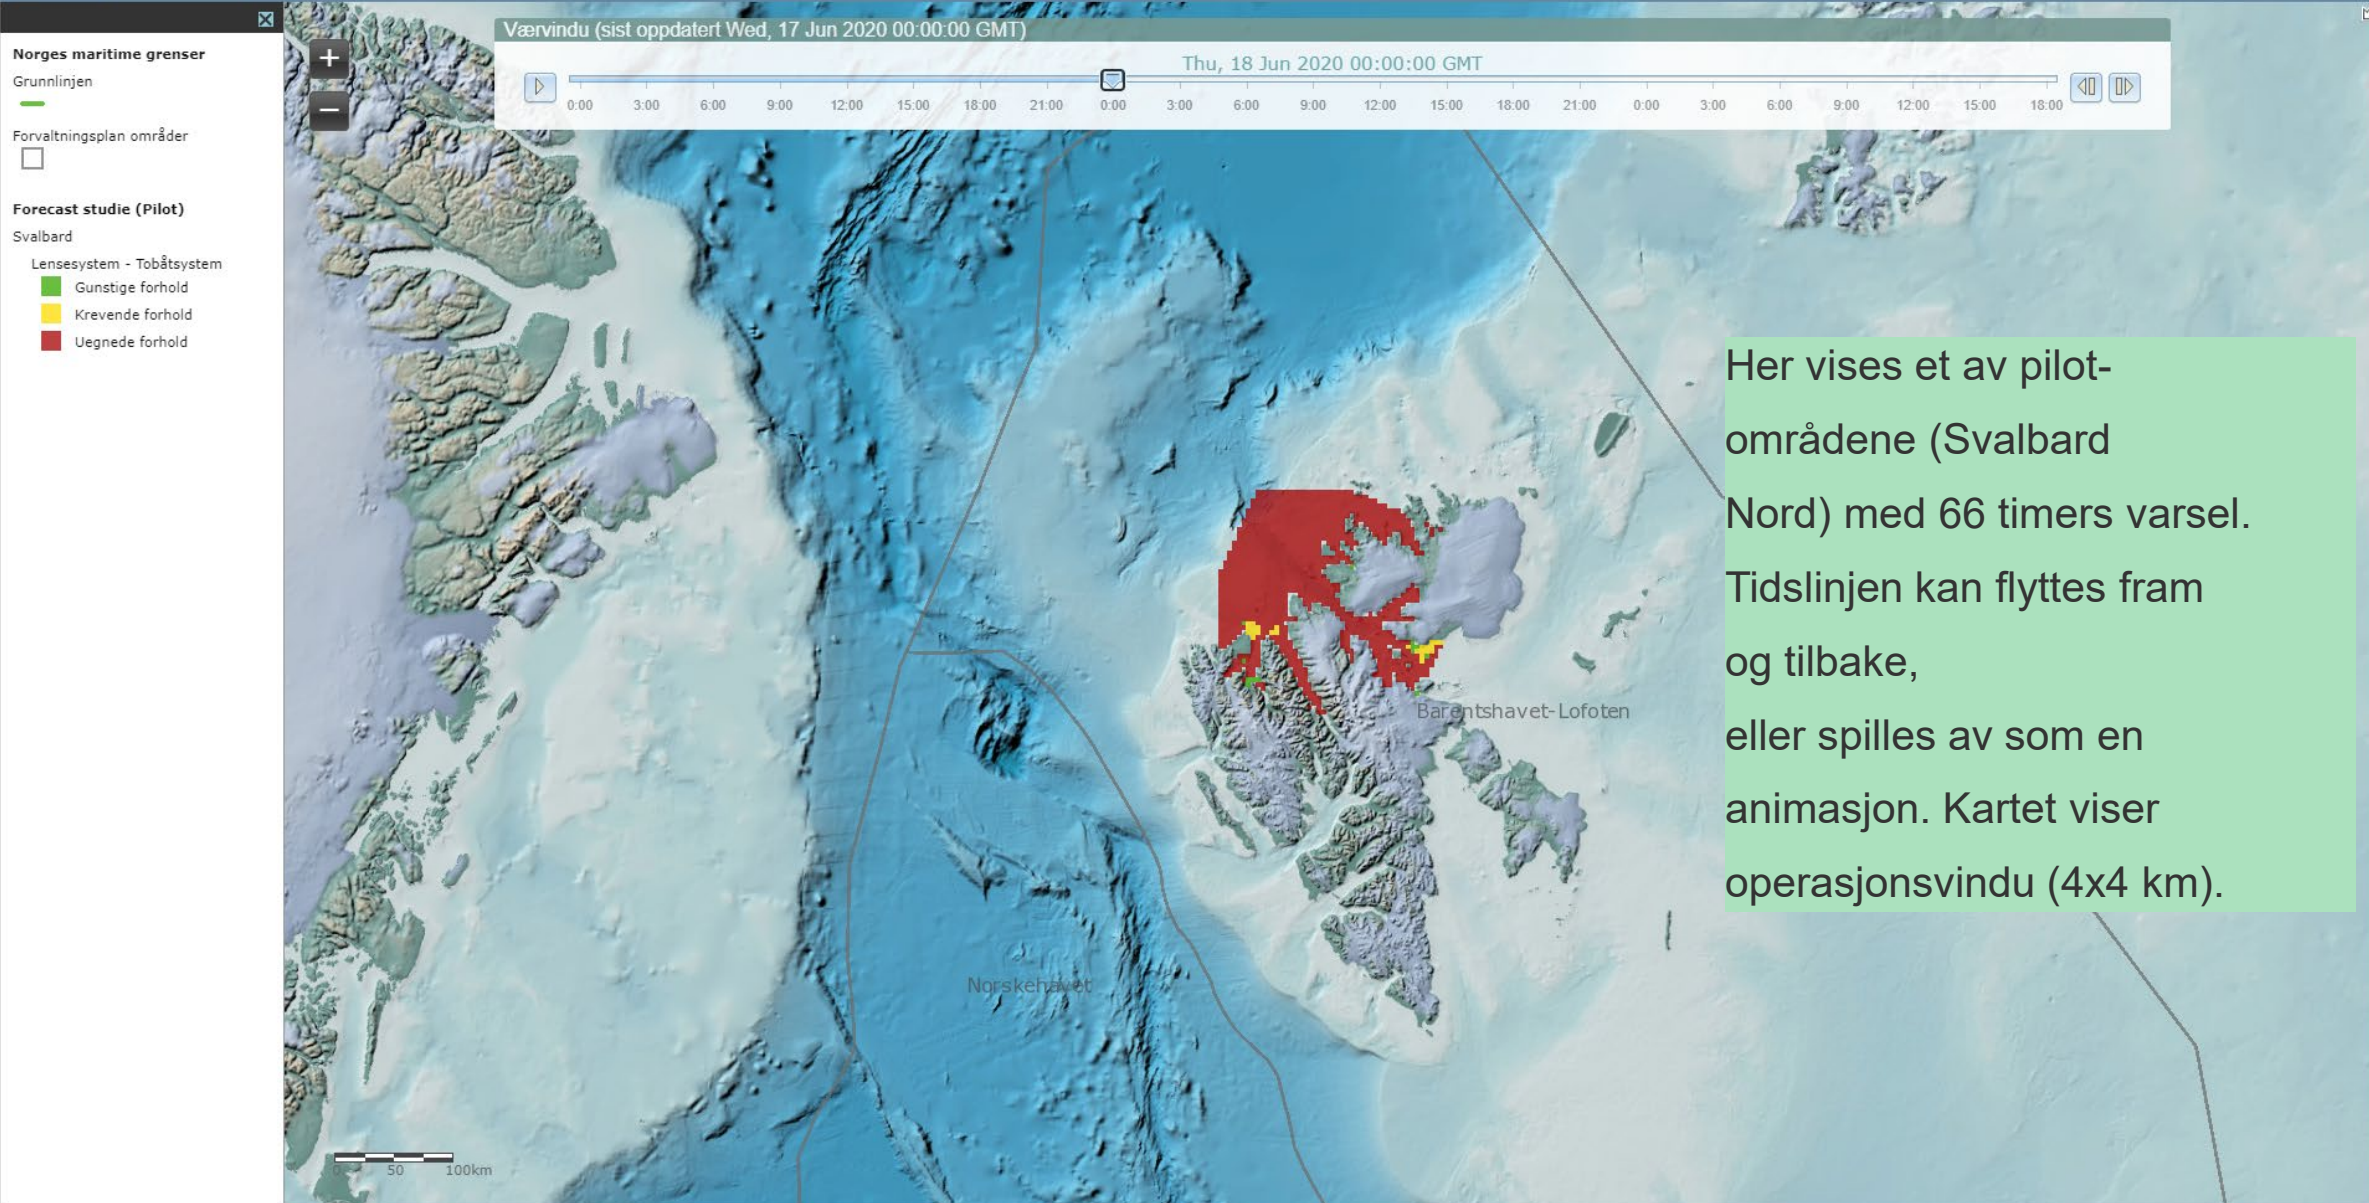 Norges maritime grenser
Grunnlinjen
Forvaltningsplan områder
Forecast studie (Pilot)
Svalbard
Lensesystem - Tobåtsystem
Gunstige forhold
Krevende forhold
Uegnede forhold
+
−
Værvindu (sist oppdatert Wed, 17 Jun 2020 00:00:00 GMT)
Thu, 18 Jun 2020 00:00:00 GMT
0:00 3:00 6:00 9:00 12:00 15:00 18:00 21:00 0:00 3:00 6:00 9:00 12:00 15:00 18:00 21:00 0:00 3:00 6:00 9:00 12:00 15:00 18:00
Her vises et av pilot-
områdene (Svalbard
Nord) med 66 timers varsel.
Tidslinjen kan flyttes fram
og tilbake,
eller spilles av som en
animasjon. Kartet viser
operasjonsvindu (4x4 km).
Barentshavet-Lofoten
Norskehavet
0 50 100km